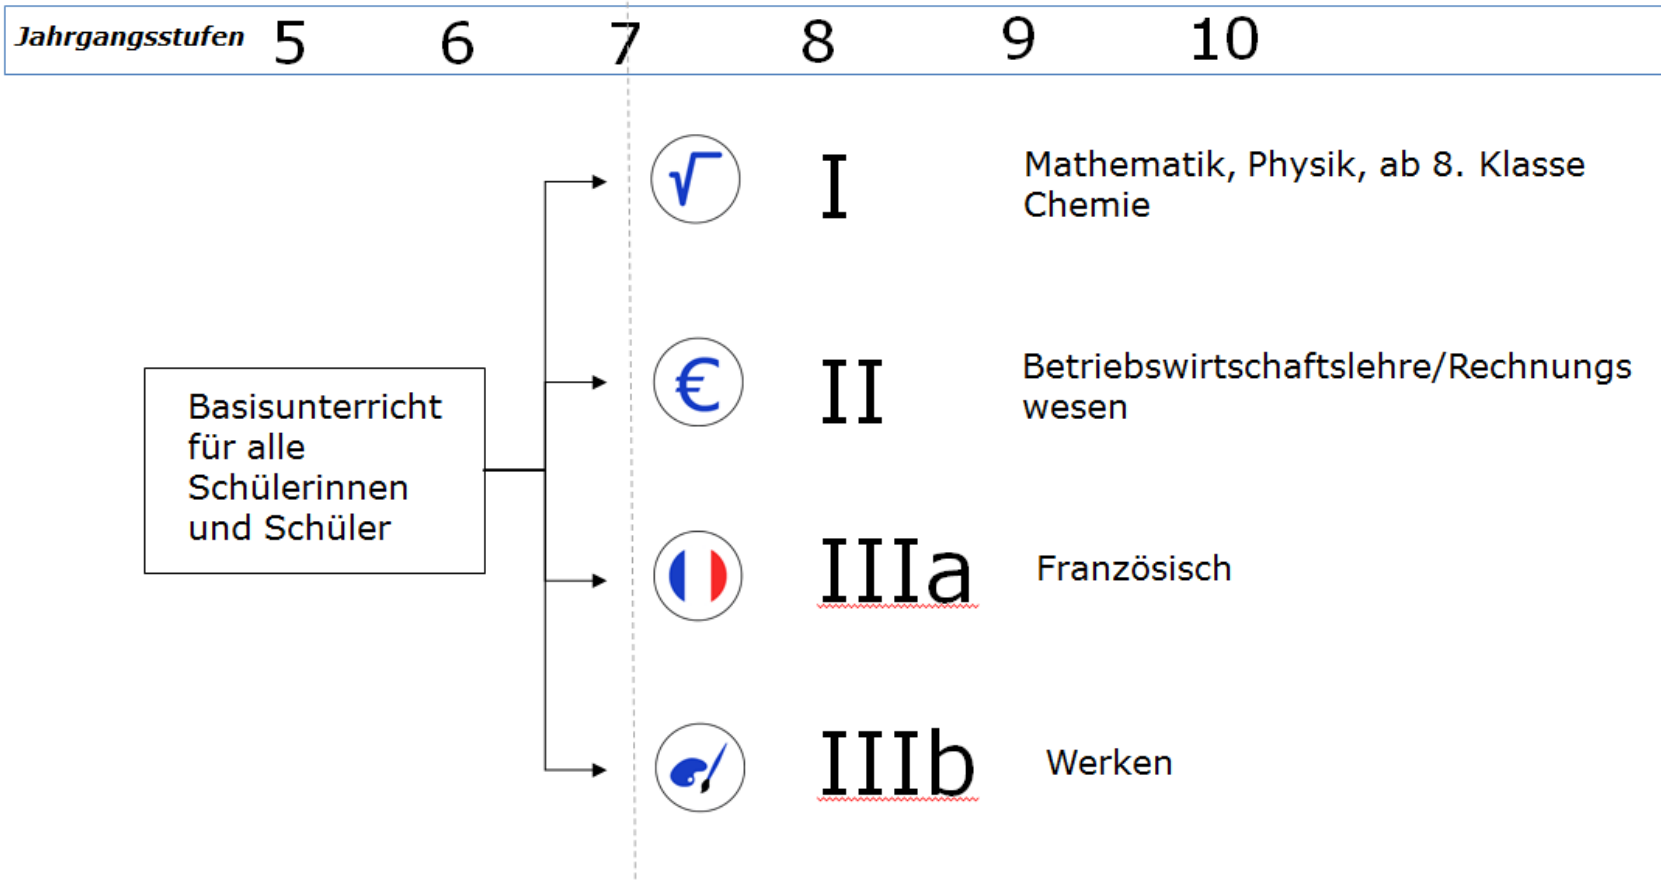 Jahrgangsstufen 5 6 7 8 9 10
I
Mathematik, Physik, ab 8. Klasse
Chemie
€
II
Betriebswirtschaftslehre/Rechnungs
wesen
Basisunterricht
für alle
Schülerinnen
und Schüler
IIIa
Französisch
IIIb
Werken